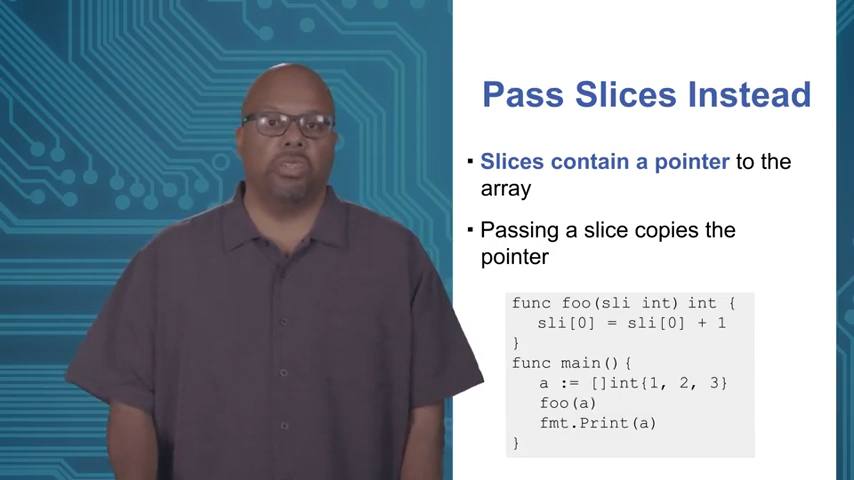 Pass Slices Instead
▪ Slices contain a pointer to the
array
▪ Passing a slice copies the
pointer
func foo(sli int) int {
sli[0] = sli[0] + 1
}
func main(){
a := []int{1, 2, 3}
foo(a)
fmt.Print(a)
}